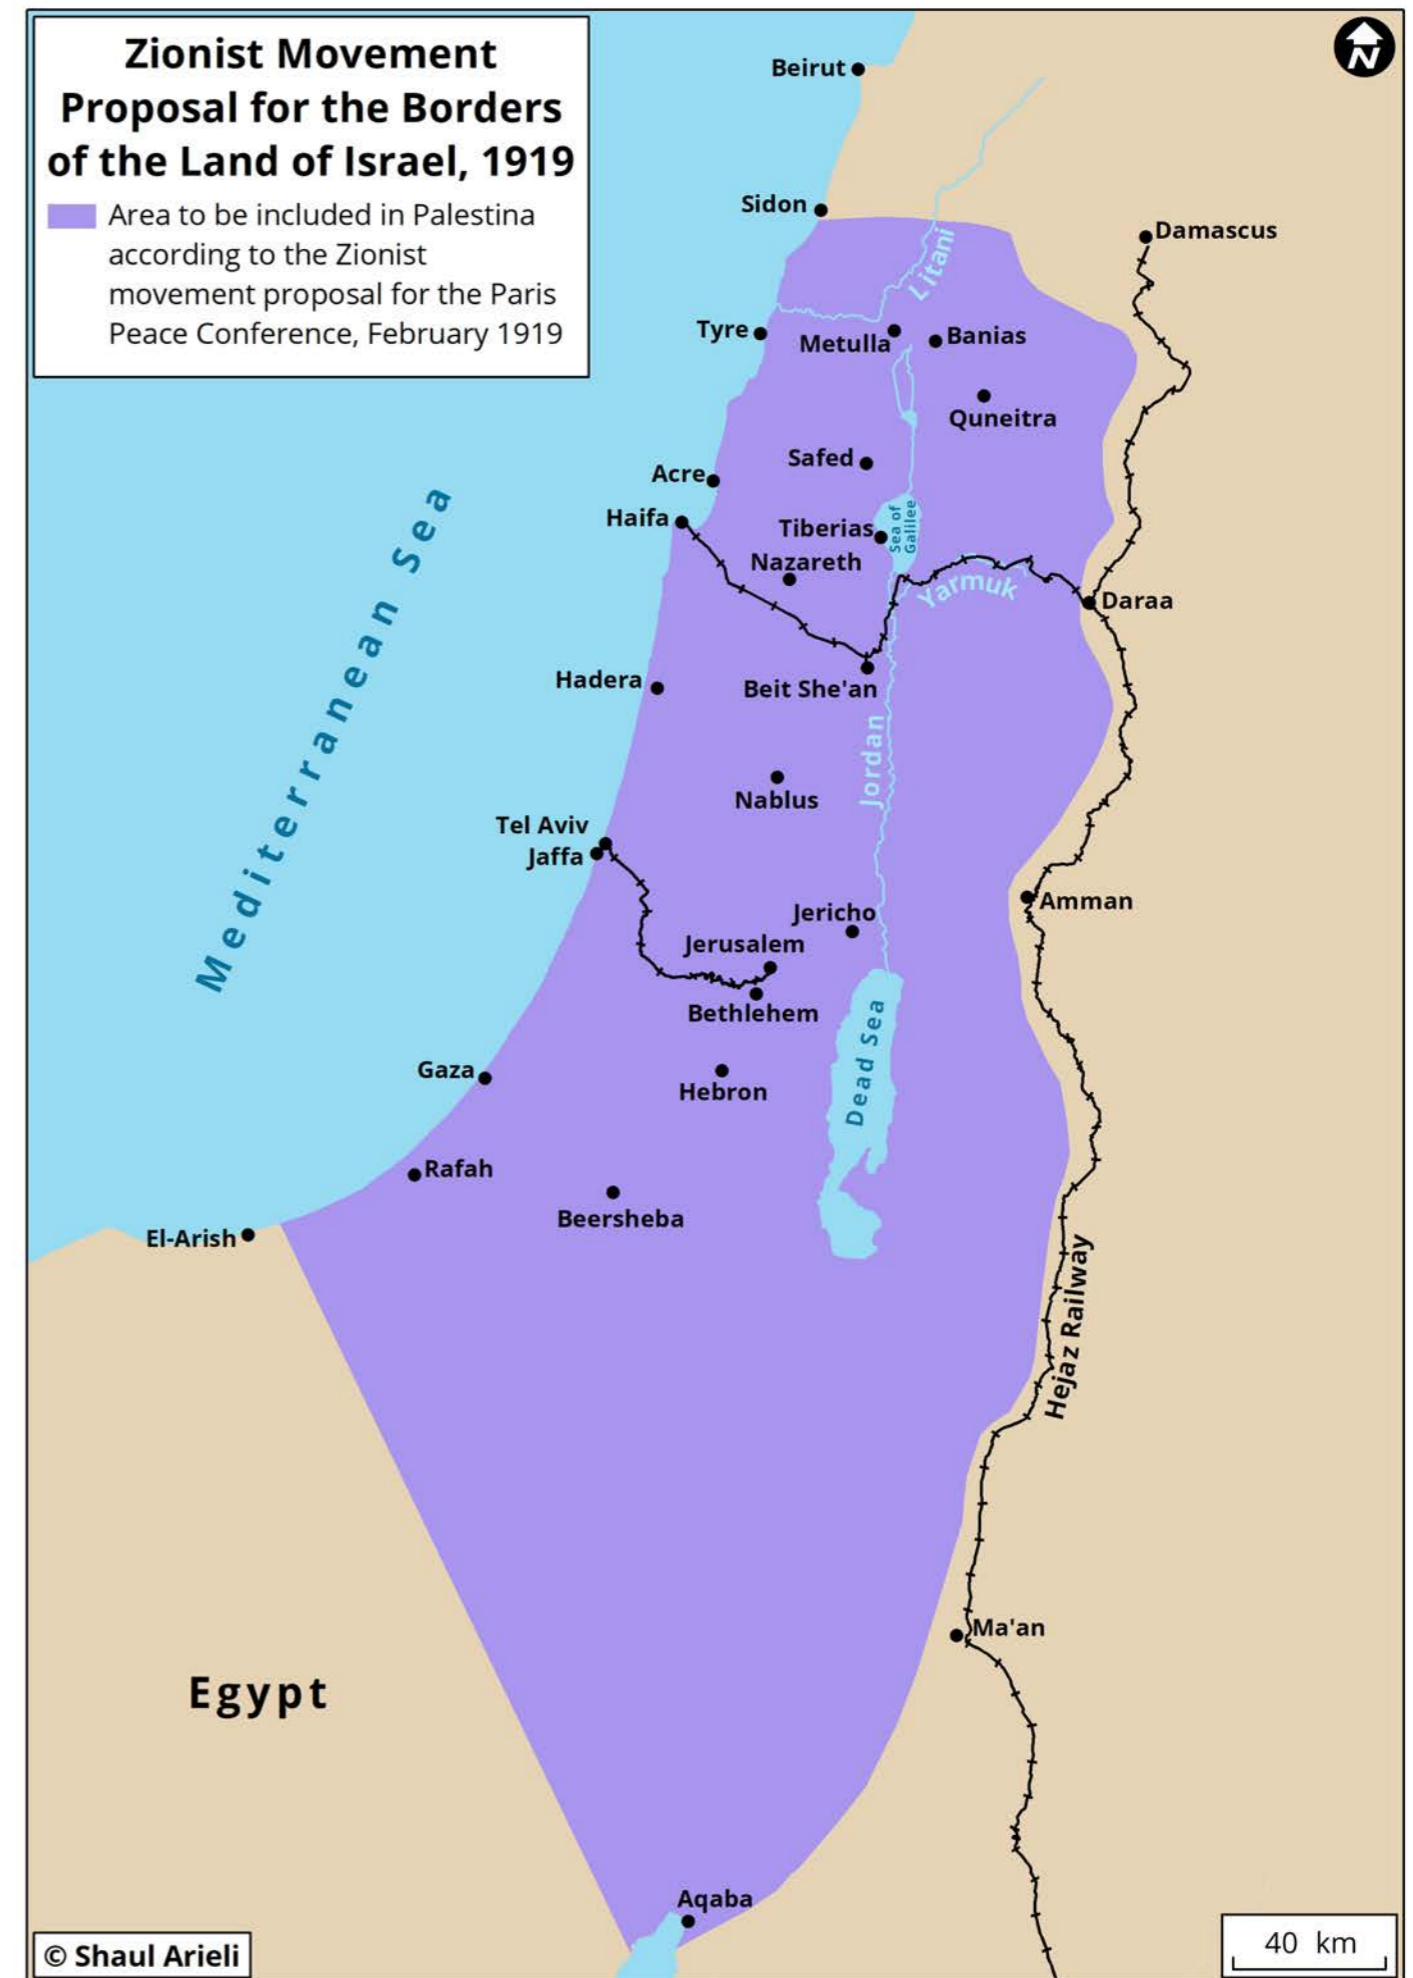 Zionist Movement
Proposal for the Borders
of the Land of Israel, 1919
Area to be included in Palestina
according to the Zionist
movement proposal for the Paris
Peace Conference, February 1919
N
Beirut
Sidon
Damascus
Litani
Tyre
Metulla
Banias
Quneitra
Safed
Acre
Haifa
Tiberias
Sea of
Galilee
Nazareth
Yarmuk
Daraa
Mediterranean Sea
Hadera
Beit She'an
Jordan
Nablus
Tel Aviv
Jaffa
Amman
Jericho
Jerusalem
Bethlehem
Dead Sea
Gaza
Hebron
Rafah
Beersheba
El-Arish
Hejaz Railway
Ma'an
Egypt
Aqaba
© Shaul Arieli
40 km